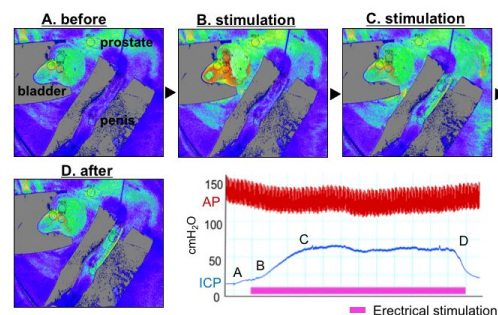 A. before
B. stimulation
C. stimulation
prostate
bladder
penis
D. after
150
AP
100
cmH2O
50
ICP
0
A
B
C
D
Erectrical stimulation